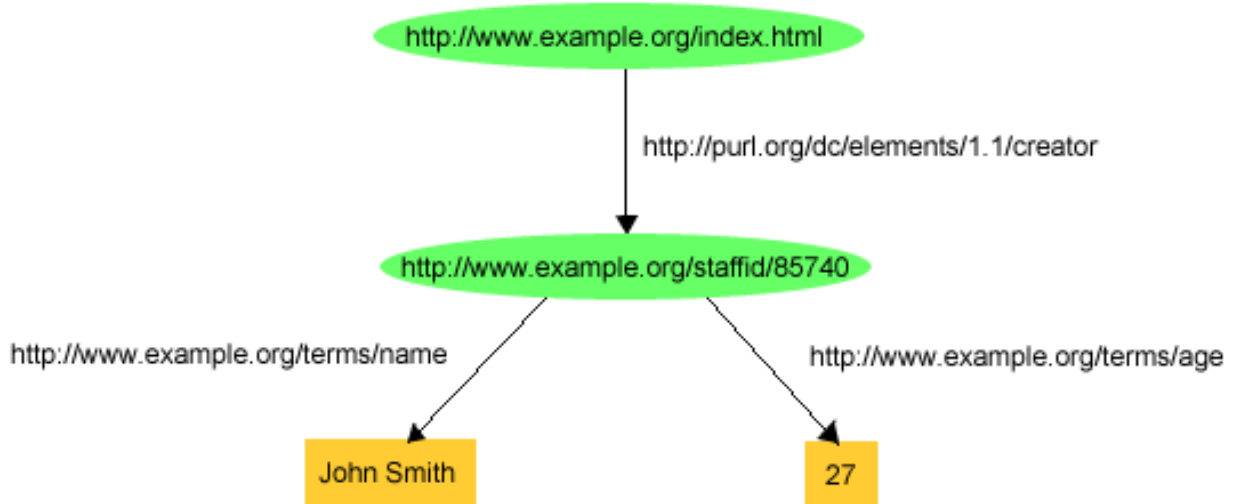 http://www.example.org/index.html
http://purl.org/dc/elements/1.1/creator
http://www.example.org/staffid/85740
http://www.example.org/terms/name
http://www.example.org/terms/age
John Smith
27